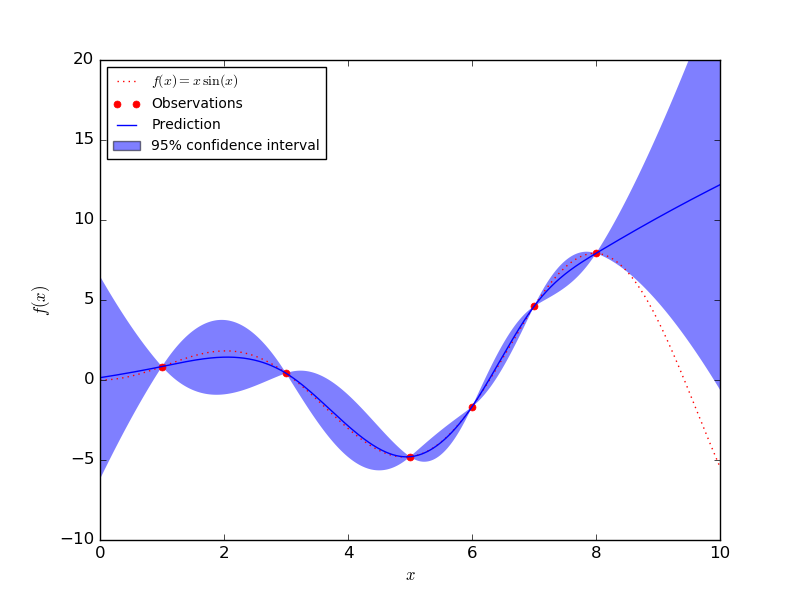 20
15
10
5
0
−5
−10
f(x)
f(x) = x sin(x)
Observations
Prediction
95% confidence interval
0 2 4 6 8 10
x